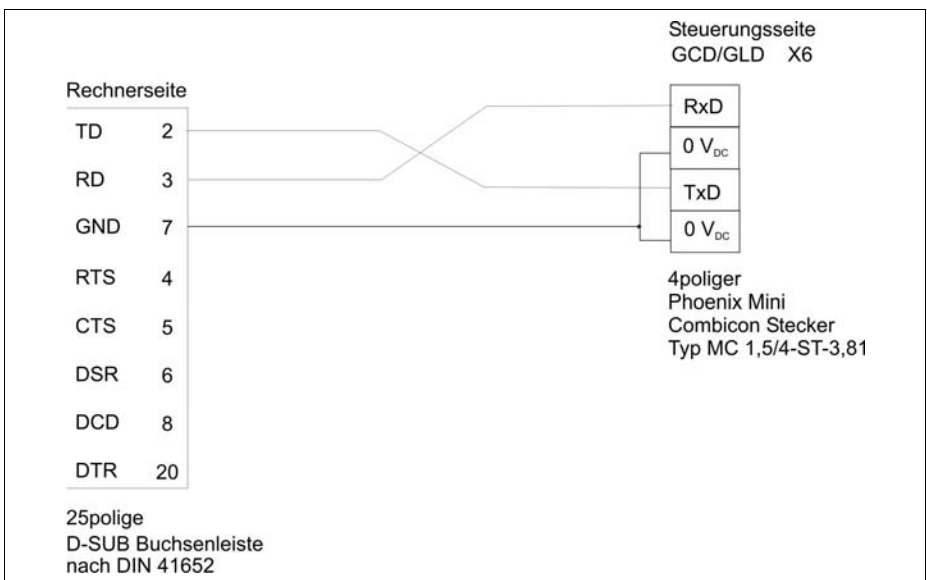 Steuerungsseite
GCD/GLD X6
Rechnerseite
TD 2
RD 3
GND 7
RTS 4
CTS 5
DSR 6
DCD 8
DTR 20
25polige
D-SUB Buchsenleiste
nach DIN 41652
RxD
0 VDC
TxD
0 VDC
4poliger
Phoenix Mini
Combicon Stecker
Typ MC 1,5/4-ST-3,81